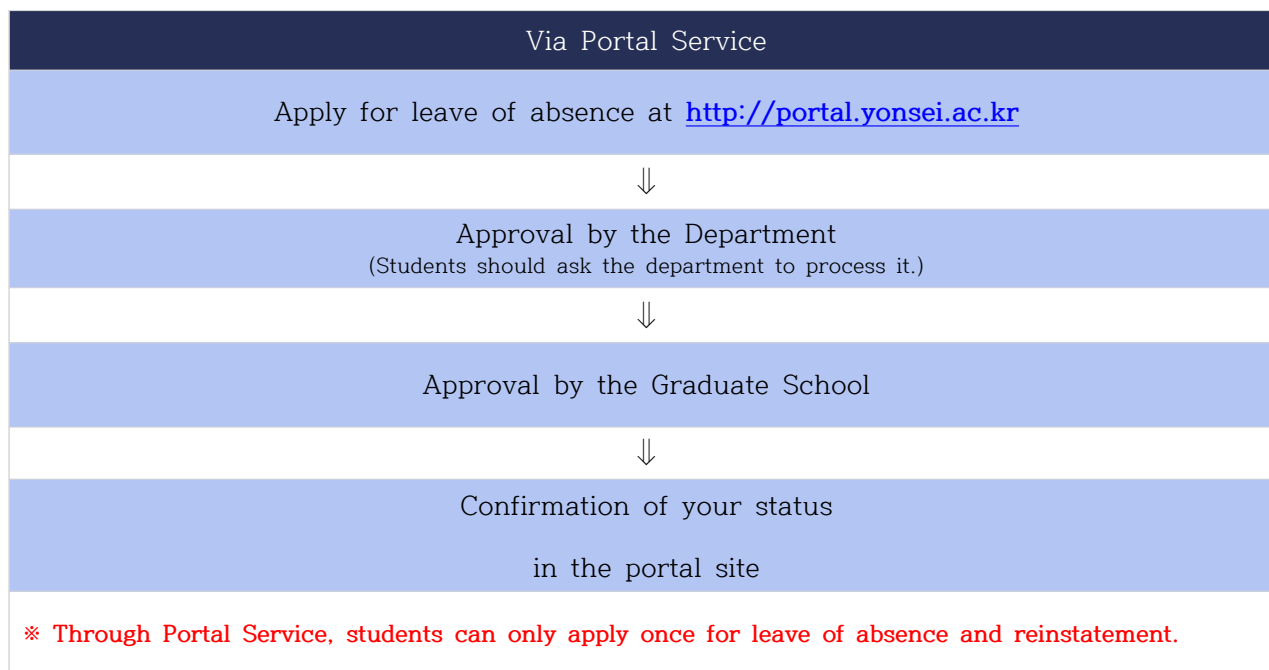 Via Portal Service
Apply for leave of absence at http://portal.yonsei.ac.kr
⇓
Approval by the Department
(Students should ask the department to process it.)
⇓
Approval by the Graduate School
⇓
Confirmation of your status
in the portal site
※ Through Portal Service, students can only apply once for leave of absence and reinstatement.